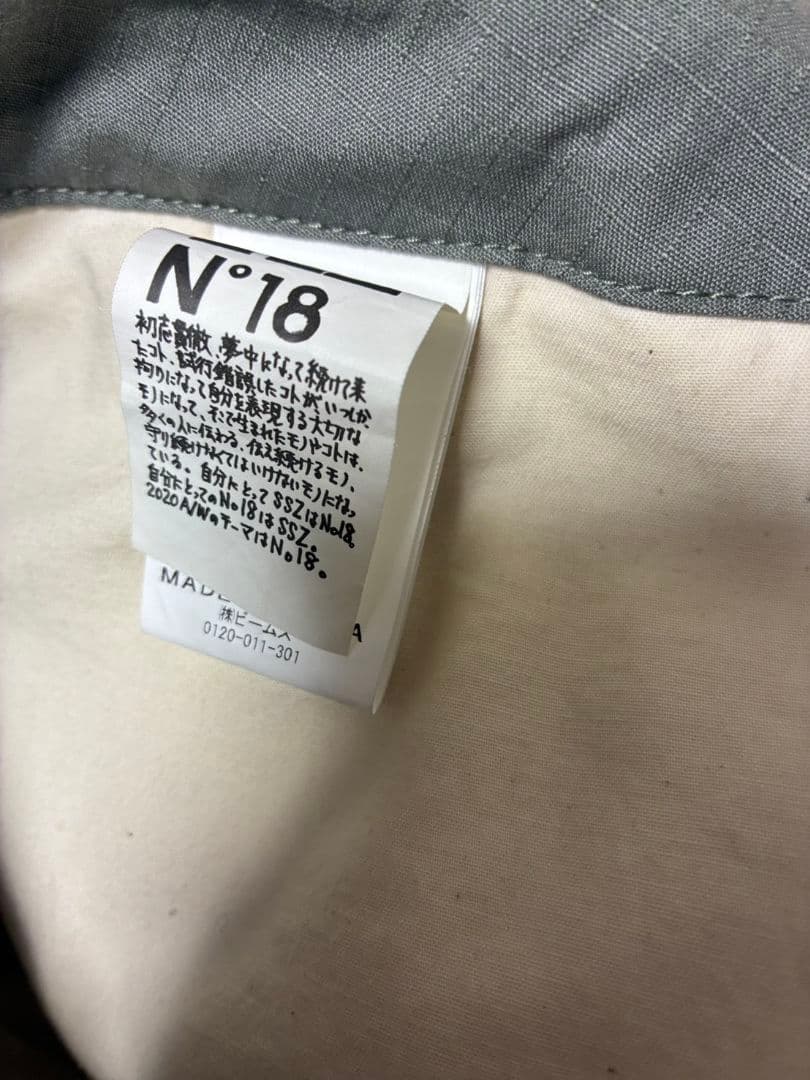 N°18
初志貫徹、夢中になって続けて来
たコト、試行錯誤したコトが、いつしか
拘りになって自分を表現する大切な
モノになって、そこで生まれたモノやコトは、
多くの人に伝わる、伝え続けるモノ、
守り続けなくてはいけないモノになっ
ている。自分にとってSSZはNo18。
自分にとってのNo18はSSZ。
2020A/WのテーマはNo18。
MADE
A
㈱ビームス
0120-011-301